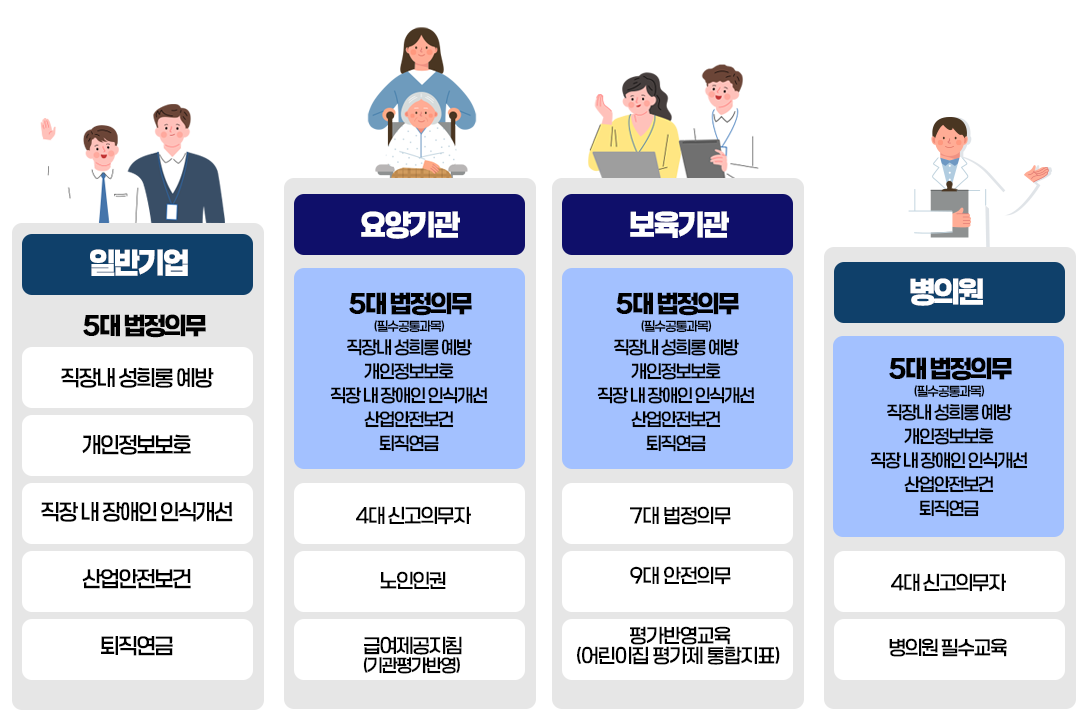 일반기업
5대 법정의무
직장내 성희롱 예방
개인정보보호
직장 내 장애인 인식개선
산업안전보건
퇴직연금
요양기관
5대 법정의무
(필수공통과목)
직장내 성희롱 예방
개인정보보호
직장 내 장애인 인식개선
산업안전보건
퇴직연금
4대 신고의무자
노인인권
급여제공지침
(기관평가반영)
보육기관
5대 법정의무
(필수공통과목)
직장내 성희롱 예방
개인정보보호
직장 내 장애인 인식개선
산업안전보건
퇴직연금
7대 법정의무
9대 안전의무
평가반영교육
(어린이집 평가제 통합지표)
병의원
5대 법정의무
(필수공통과목)
직장내 성희롱 예방
개인정보보호
직장 내 장애인 인식개선
산업안전보건
퇴직연금
4대 신고의무자
병의원 필수교육